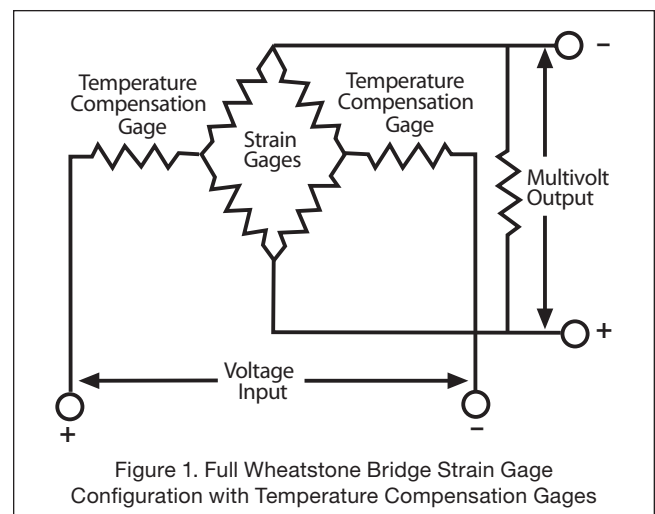 Temperature
Compensation
Gage
Temperature
Compensation
Gage
Strain
Gages
Multivolt
Output
Voltage
Input
−
+
+
−
Figure 1. Full Wheatstone Bridge Strain Gage
Configuration with Temperature Compensation Gages